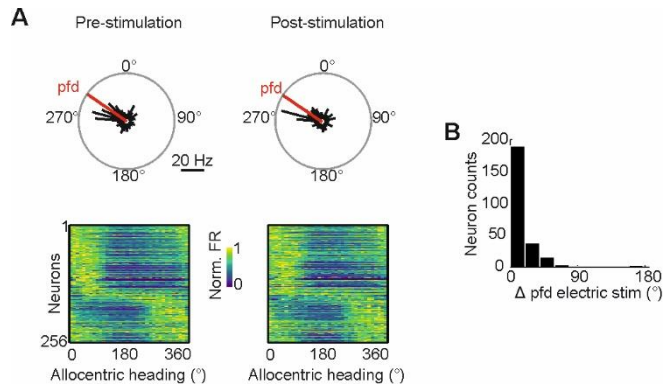 A
Pre-stimulation
Post-stimulation
0°
pfd
270°
90°
180°
20 Hz
0°
pfd
270°
90°
180°
B
200
150
100
50
0
Neuron counts
0
90
180
Δ pfd electric stim (°)
1
Neurons
256
0
180
360
Allocentric heading (°)
Norm. FR
1
0
0
180
360
Allocentric heading (°)